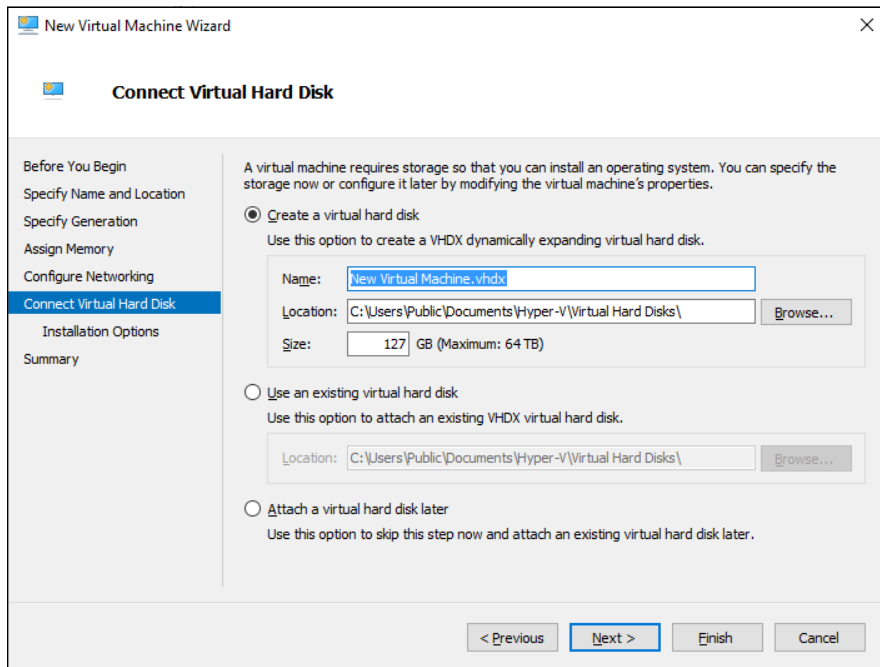 New Virtual Machine Wizard
Connect Virtual Hard Disk
Before You Begin
Specify Name and Location
Specify Generation
Assign Memory
Configure Networking
Connect Virtual Hard Disk
Installation Options
Summary
A virtual machine requires storage so that you can install an operating system. You can specify the
storage now or configure it later by modifying the virtual machine's properties.
Create a virtual hard disk
Use this option to create a VHDX dynamically expanding virtual hard disk.
Name: New Virtual Machine.vhdx
Location: C:\Users\Public\Documents\Hyper-V\Virtual Hard Disks\ Browse...
Size: 127 GB (Maximum: 64 TB)
Use an existing virtual hard disk
Use this option to attach an existing VHDX virtual hard disk.
Location: C:\Users\Public\Documents\Hyper-V\Virtual Hard Disks\ Browse...
Attach a virtual hard disk later
Use this option to skip this step now and attach an existing virtual hard disk later.
< Previous Next > Finish Cancel